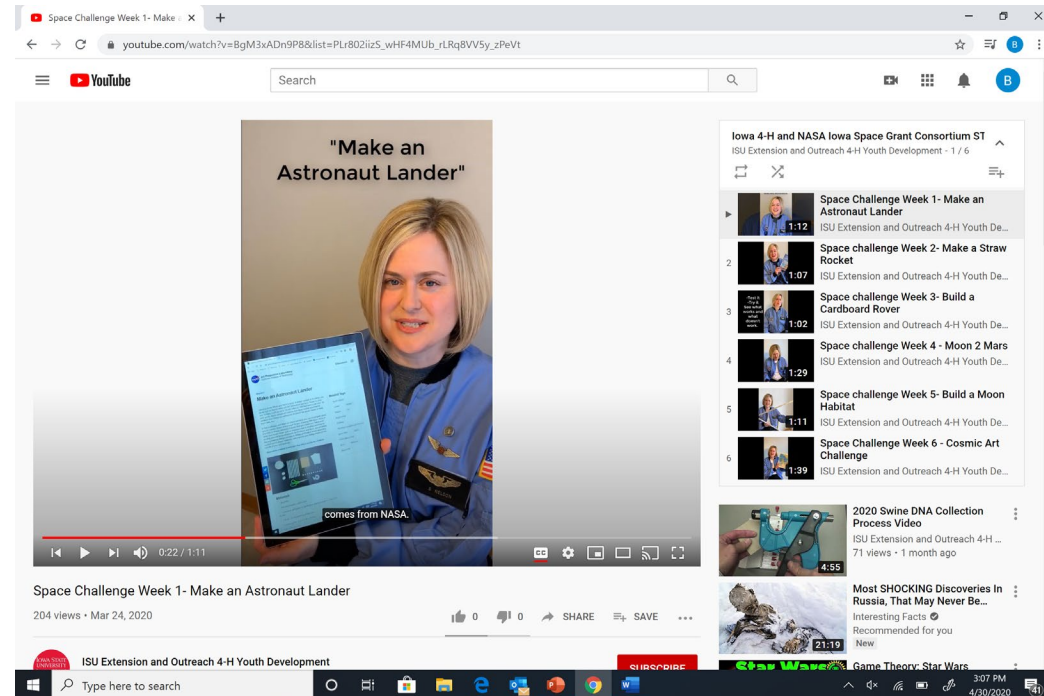 Space Challenge Week 1- Make a
youtube.com/watch?v=BgM3xADn9P8&list=PLr802iizS_wHF4MUb_rLRq8VV5y_zPeVt
B
YouTube
Search
B
"Make an
Astronaut Lander"
Make an Astronaut Lander
comes from NASA.
0:22 / 1:11
CC
Space Challenge Week 1- Make an Astronaut Lander
204 views • Mar 24, 2020
0
0
SHARE
SAVE
IOWA STATE
UNIVERSITY
ISU Extension and Outreach 4-H Youth Development
SUBSCRIBE
Iowa 4-H and NASA Iowa Space Grant Consortium ST
ISU Extension and Outreach 4-H Youth Development - 1 / 6
1:12
Space Challenge Week 1- Make an
Astronaut Lander
ISU Extension and Outreach 4-H Youth De...
2
1:07
Space challenge Week 2- Make a Straw
Rocket
ISU Extension and Outreach 4-H Youth De...
3
1:02
Space challenge Week 3- Build a
Cardboard Rover
ISU Extension and Outreach 4-H Youth De...
4
1:29
Space challenge Week 4 - Moon 2 Mars
ISU Extension and Outreach 4-H Youth De...
5
1:11
Space challenge Week 5- Build a Moon
Habitat
ISU Extension and Outreach 4-H Youth De...
6
1:39
Space Challenge Week 6 - Cosmic Art
Challenge
ISU Extension and Outreach 4-H Youth De...
4:55
2020 Swine DNA Collection
Process Video
ISU Extension and Outreach 4-H ...
71 views • 1 month ago
21:19
Most SHOCKING Discoveries In
Russia, That May Never Be...
Interesting Facts
Recommended for you
New
Star Wars
Game Theory: Star Wars
Type here to search
3:07 PM
4/30/2020
41